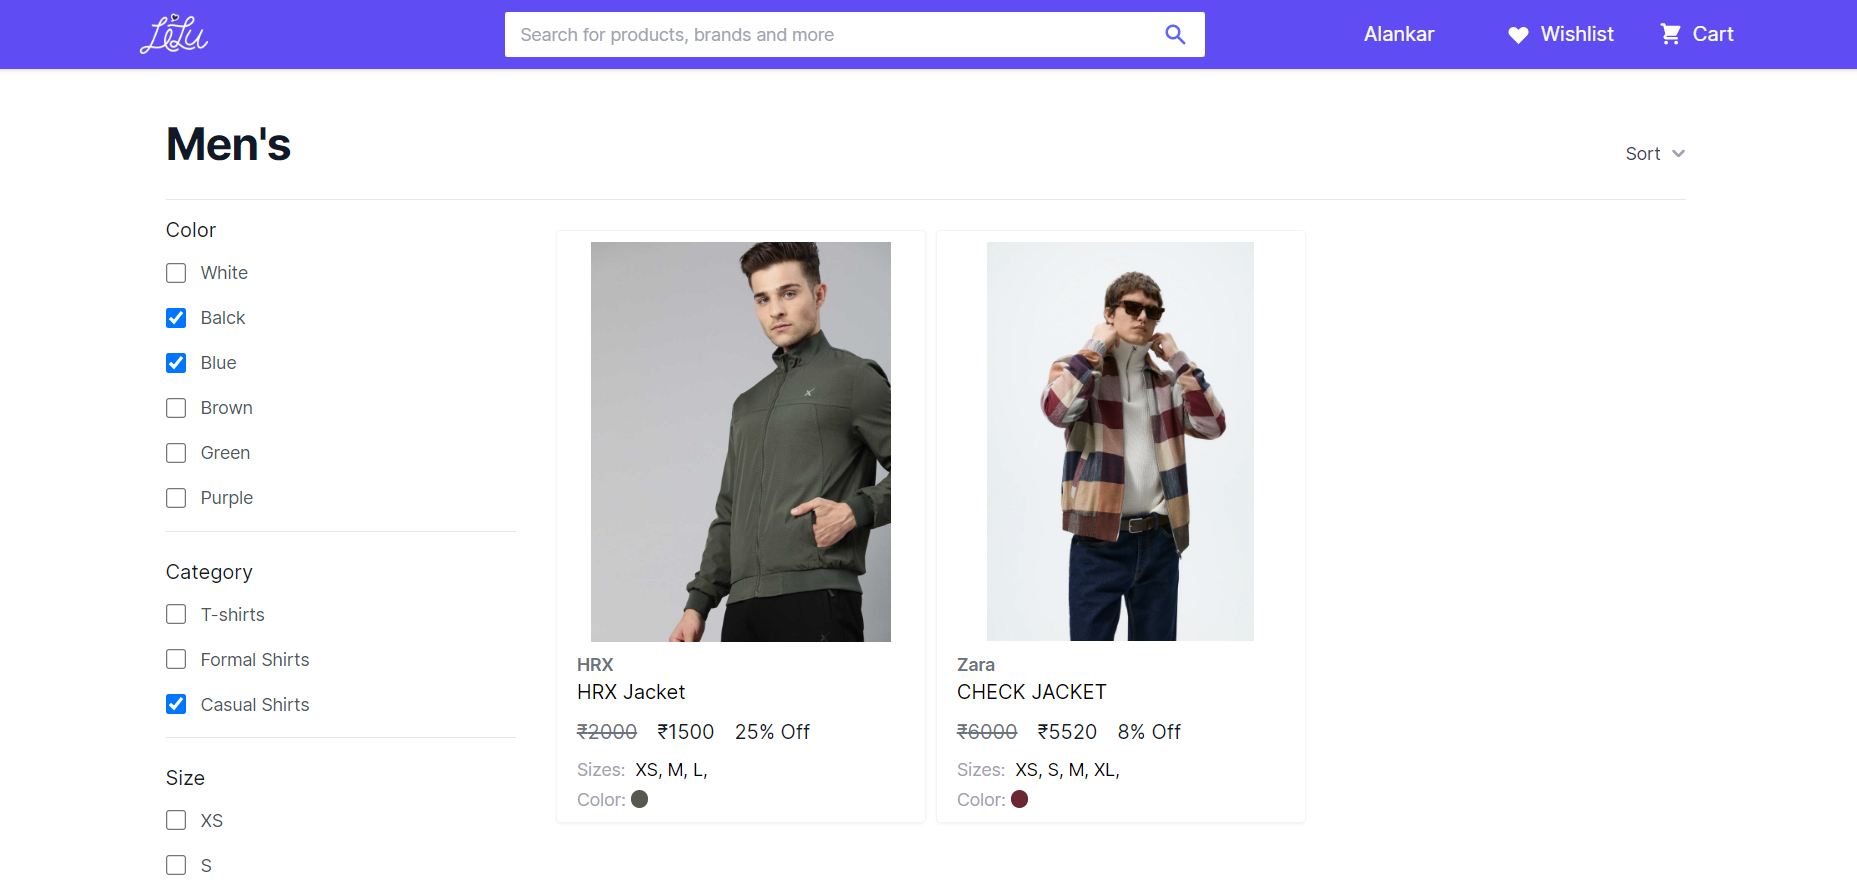 LiLu
Search for products, brands and more
Alankar
Wishlist
Cart
Men's
Sort
Color
White
Balck
Blue
Brown
Green
Purple
Category
T-shirts
Formal Shirts
Casual Shirts
Size
XS
S
HRX
HRX Jacket
₹2000 ₹1500 25% Off
Sizes: XS, M, L,
Color:
Zara
CHECK JACKET
₹6000 ₹5520 8% Off
Sizes: XS, S, M, XL,
Color: